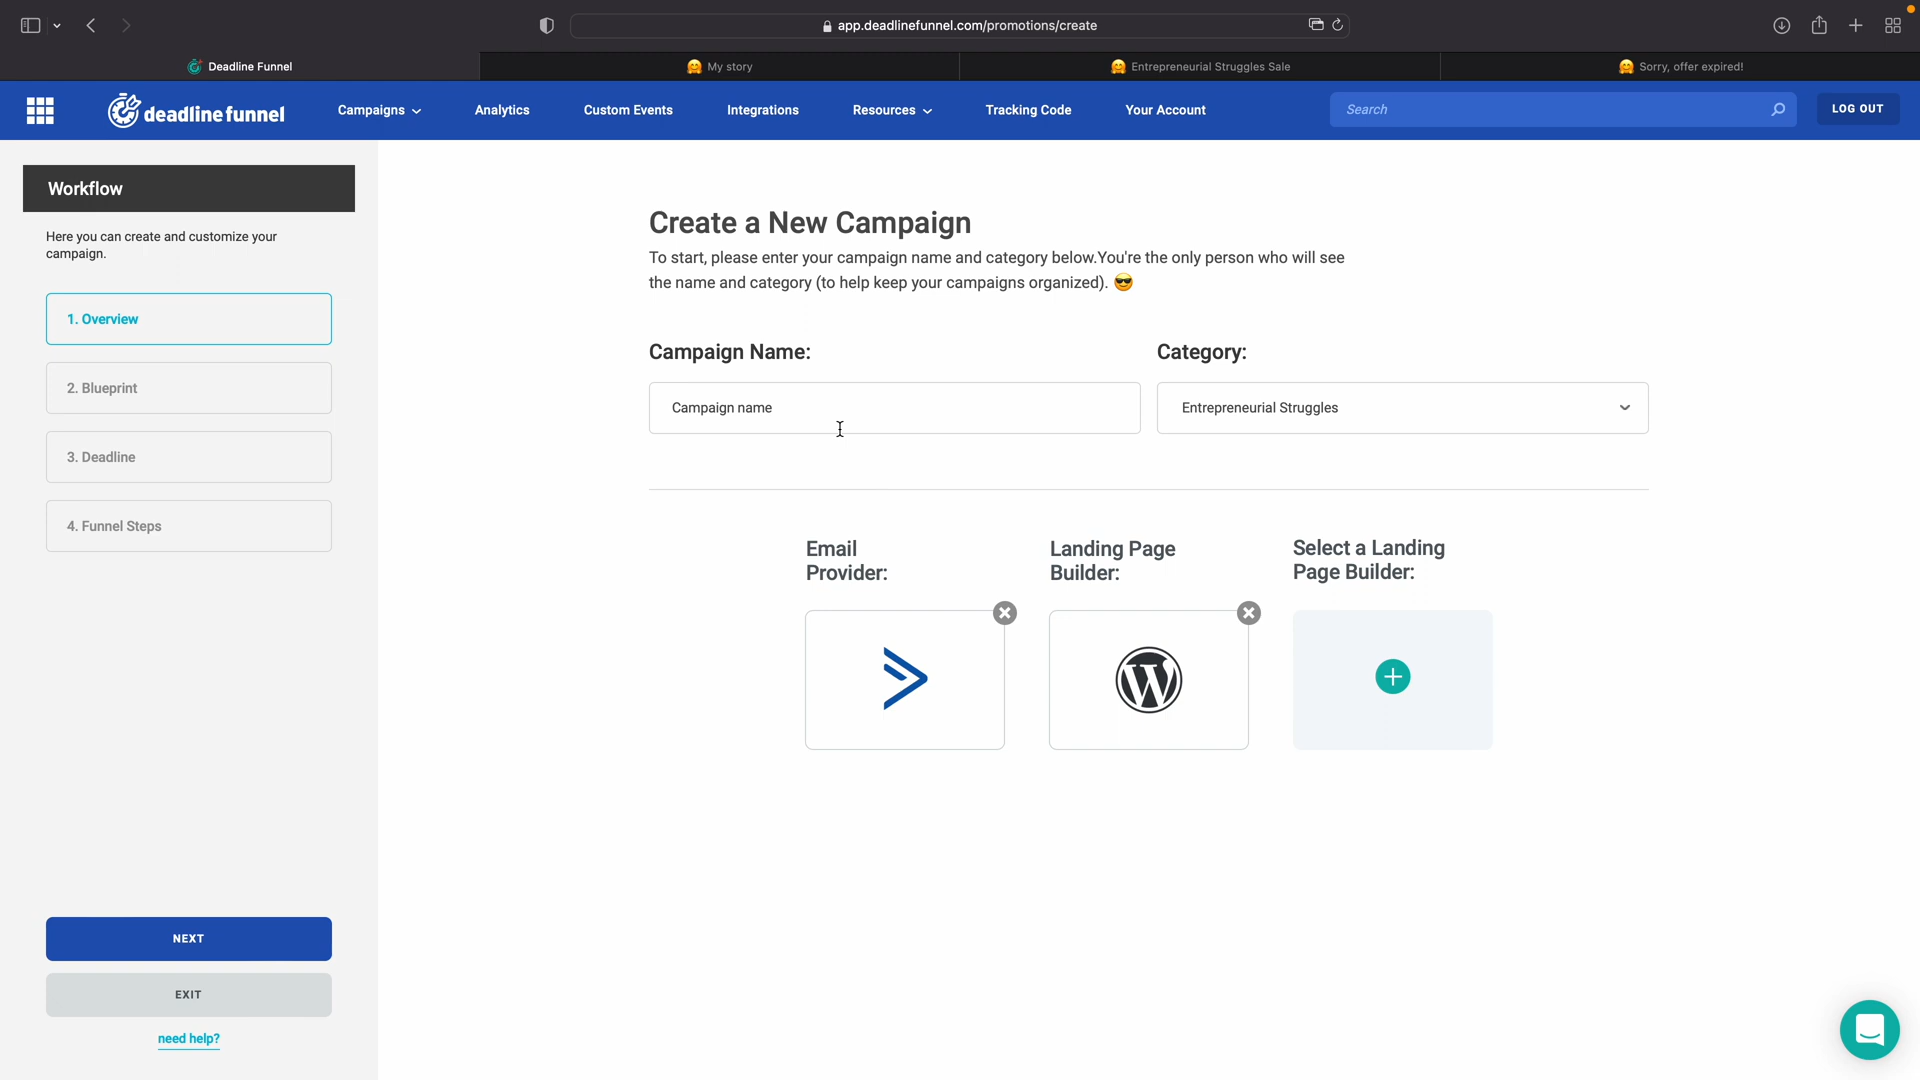 app.deadlinefunnel.com/promotions/create
Deadline Funnel
My story
Entrepreneurial Struggles Sale
Sorry, offer expired!
deadline funnel
Campaigns
Analytics
Custom Events
Integrations
Resources
Tracking Code
Your Account
Search
LOG OUT
Workflow
Here you can create and customize your
campaign.
1. Overview
2. Blueprint
3. Deadline
4. Funnel Steps
NEXT
EXIT
need help?
Create a New Campaign
To start, please enter your campaign name and category below.You're the only person who will see
the name and category (to help keep your campaigns organized). 😎
Campaign Name:
Category:
Campaign name
Entrepreneurial Struggles
Email
Provider:
Landing Page
Builder:
Select a Landing
Page Builder: